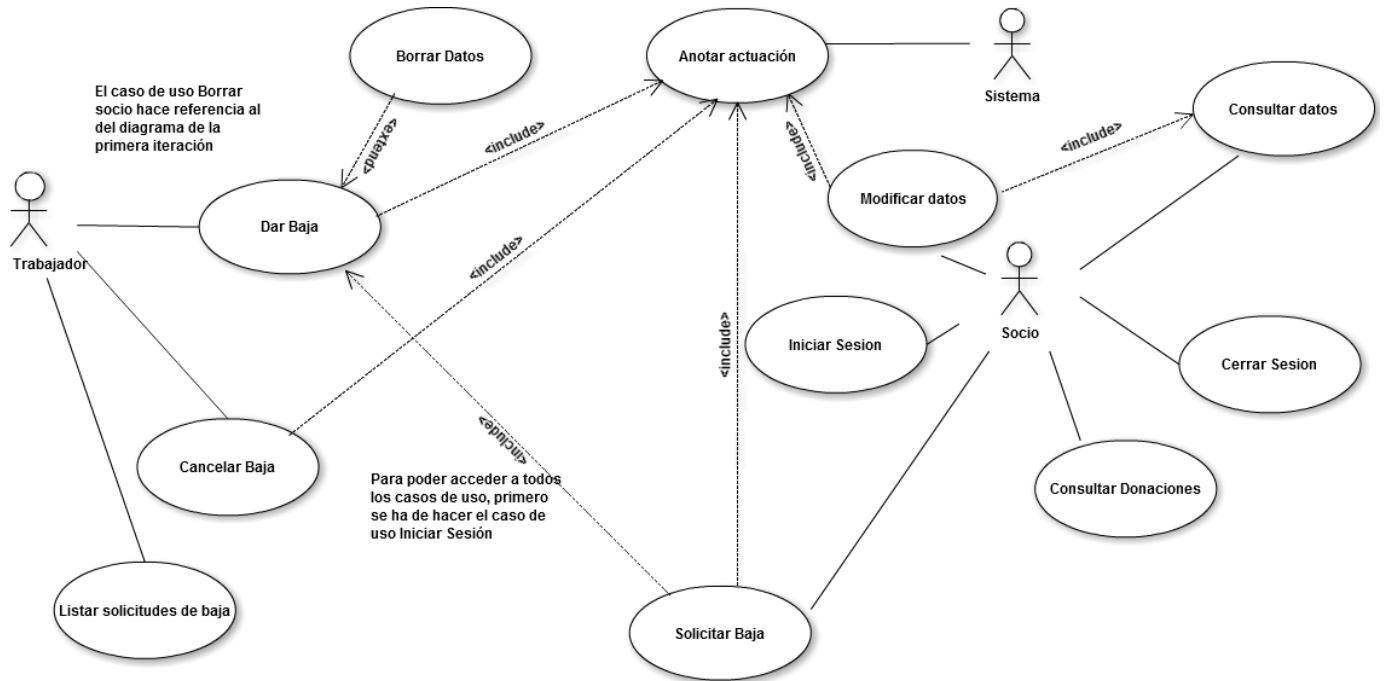 Borrar Datos
Anotar actuación
Sistema
Consultar datos
El caso de uso Borrar
socio hace referencia al
del diagrama de la
primera iteración
<extend>
<include>
<include>
<include>
Modificar datos
Dar Baja
Trabajador
<include>
Socio
Iniciar Sesion
<include>
Cerrar Sesion
<include>
Cancelar Baja
Para poder acceder a todos
los casos de uso, primero
se ha de hacer el caso de
uso Iniciar Sesión
Consultar Donaciones
Listar solicitudes de baja
Solicitar Baja